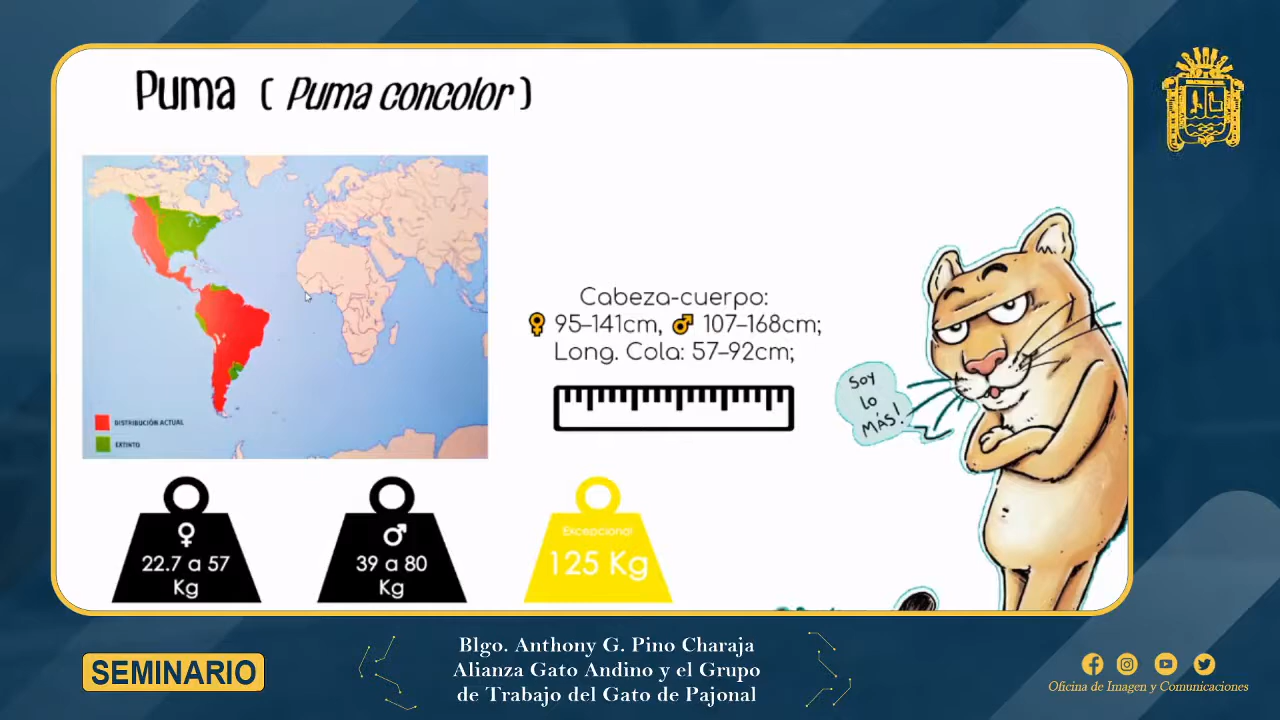 Puma ( Puma concolor )
DISTRIBUCIÓN ACTUAL
EXTINTO
Cabeza-cuerpo:
♀ 95–141cm, ♂ 107–168cm;
Long. Cola: 57–92cm;
SOY
LO
MÁS!
♀
22.7 a 57
Kg
♂
39 a 80
Kg
Excepcional
125 Kg
SEMINARIO
Blgo. Anthony G. Pino Charaja
Alianza Gato Andino y el Grupo
de Trabajo del Gato de Pajonal
Oficina de Imagen y Comunicaciones